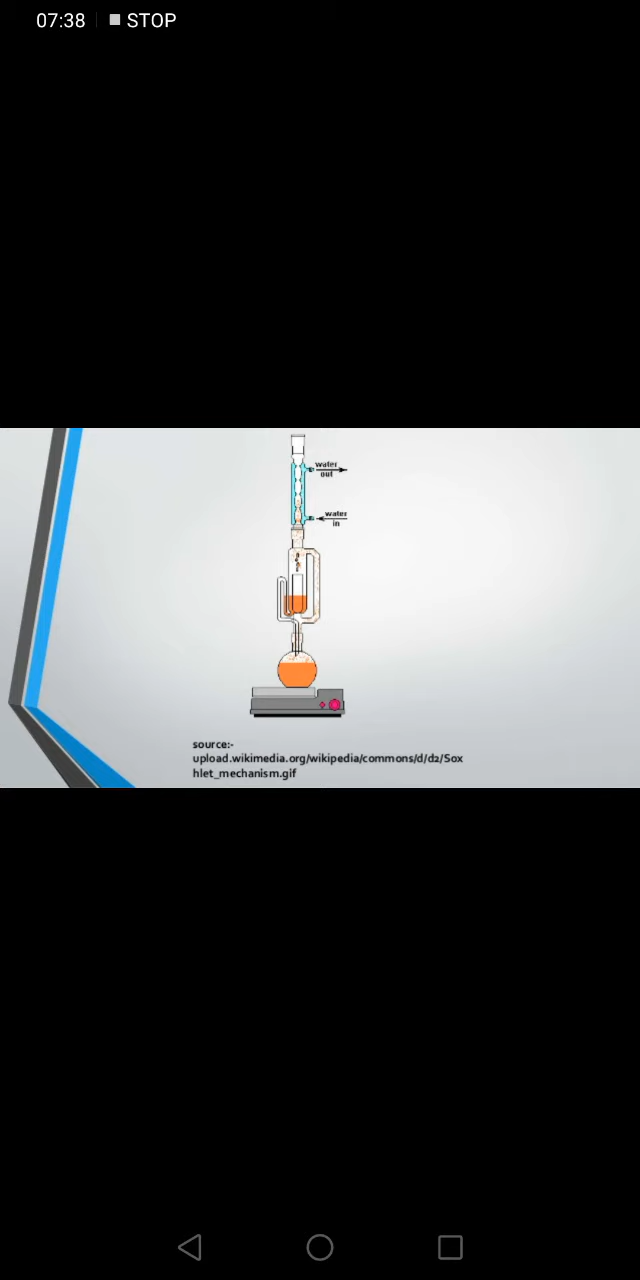 07:38 STOP
water
out
water
in
source:-
upload.wikimedia.org/wikipedia/commons/d/d2/Sox
hlet_mechanism.gif